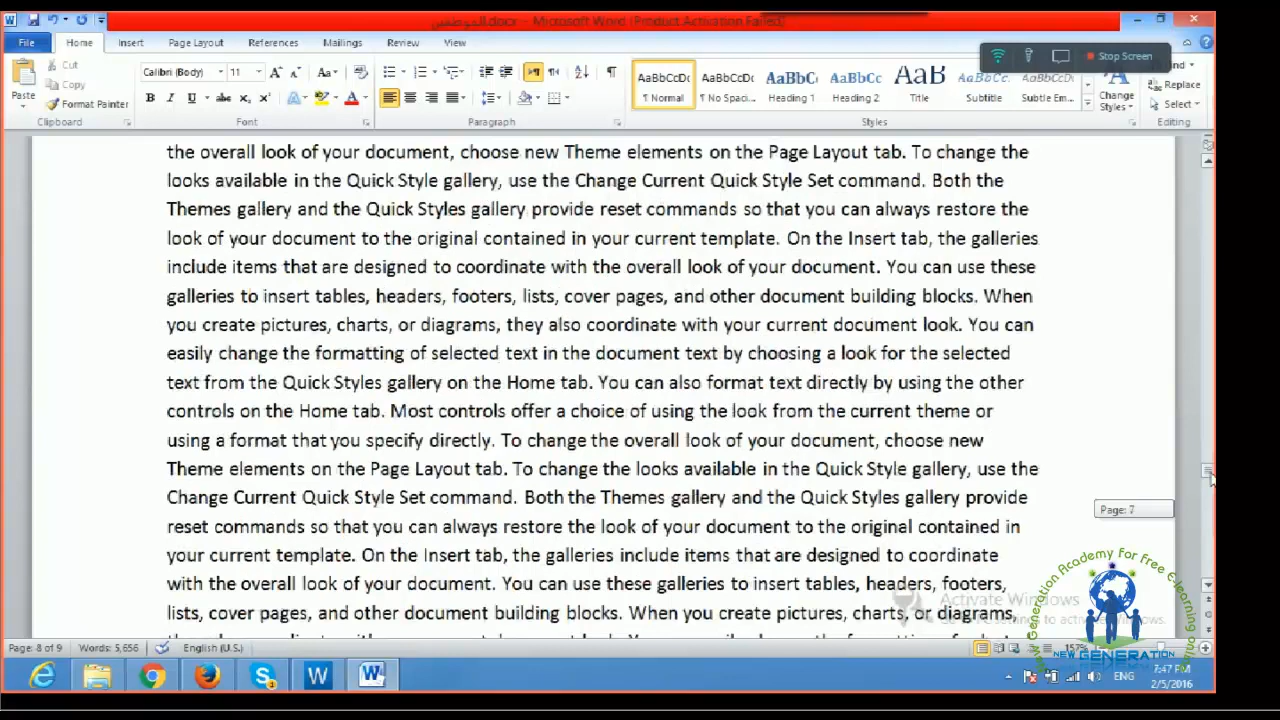 .docx - Microsoft Word (Product Activation Failed)
File Home Insert Page Layout References Mailings Review View
Stop Screen
Paste Cut Copy Format Painter
Calibri (Body) 11
AaBbCcDc AaBbCcDc AaBbC AaBbCc AaB AaBbCc. AaBbCcDc
¶ Normal ¶ No Spaci... Heading 1 Heading 2 Title Subtitle Subtle Em...
Change Styles
Replace
Select
Clipboard Font Paragraph Styles Editing
the overall look of your document, choose new Theme elements on the Page Layout tab. To change the
looks available in the Quick Style gallery, use the Change Current Quick Style Set command. Both the
Themes gallery and the Quick Styles gallery provide reset commands so that you can always restore the
look of your document to the original contained in your current template. On the Insert tab, the galleries
include items that are designed to coordinate with the overall look of your document. You can use these
galleries to insert tables, headers, footers, lists, cover pages, and other document building blocks. When
you create pictures, charts, or diagrams, they also coordinate with your current document look. You can
easily change the formatting of selected text in the document text by choosing a look for the selected
text from the Quick Styles gallery on the Home tab. You can also format text directly by using the other
controls on the Home tab. Most controls offer a choice of using the look from the current theme or
using a format that you specify directly. To change the overall look of your document, choose new
Theme elements on the Page Layout tab. To change the looks available in the Quick Style gallery, use the
Change Current Quick Style Set command. Both the Themes gallery and the Quick Styles gallery provide
reset commands so that you can always restore the look of your document to the original contained in
your current template. On the Insert tab, the galleries include items that are designed to coordinate
with the overall look of your document. You can use these galleries to insert tables, headers, footers,
lists, cover pages, and other document building blocks. When you create pictures, charts, or diagrams,
Page: 7
Activate Windows
New Generation Academy For Free E-learning online
NEW GENERATION
Page: 8 of 9 Words: 5,656 English (U.S.) 157%
ENG
7:47 PM
2/5/2016